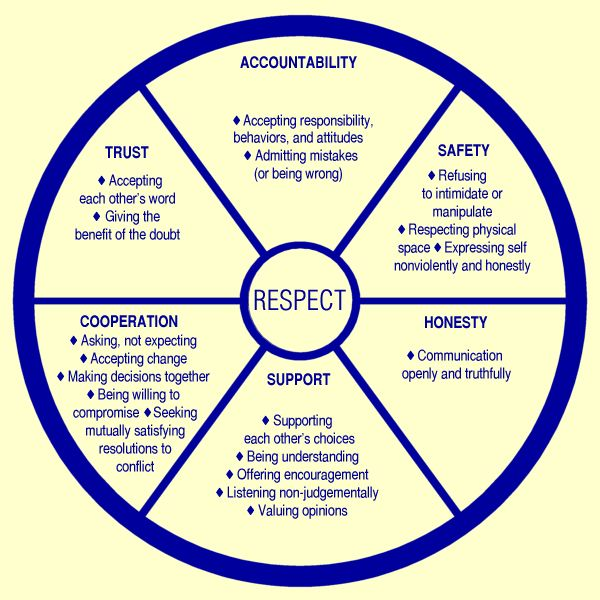 ACCOUNTABILITY
♦ Accepting responsibility,
behaviors, and attitudes
♦ Admitting mistakes
(or being wrong)
TRUST
♦ Accepting
each other's word
♦ Giving the
benefit of the doubt
SAFETY
♦ Refusing
to intimidate or
manipulate
♦ Respecting physical
space ♦ Expressing self
nonviolently and honestly
RESPECT
COOPERATION
♦ Asking, not expecting
♦ Accepting change
♦ Making decisions together
♦ Being willing to
compromise ♦ Seeking
mutually satisfying
resolutions to
conflict
SUPPORT
♦ Supporting
each other's choices
♦ Being understanding
♦ Offering encouragement
♦ Listening non-judgementally
♦ Valuing opinions
HONESTY
♦ Communication
openly and truthfully